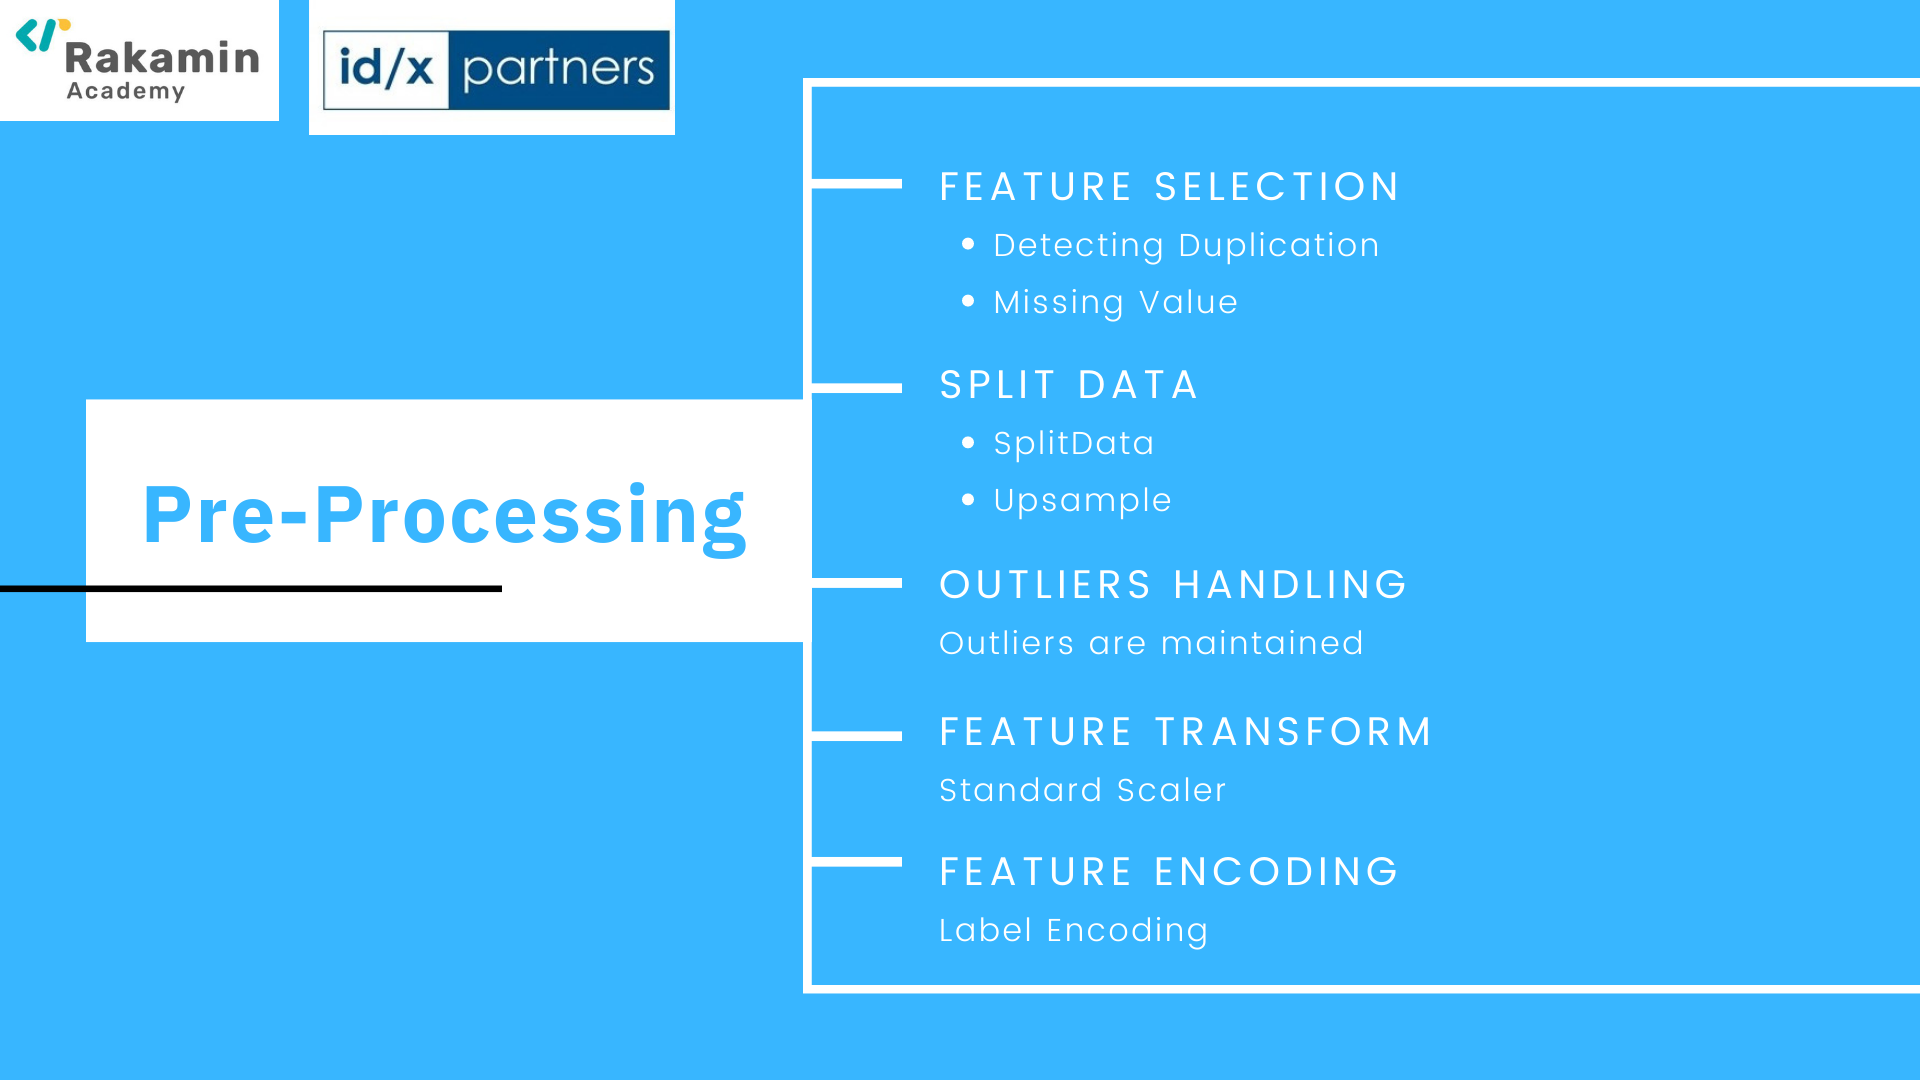 Rakamin
Academy
id/x partners
Pre-Processing
FEATURE SELECTION
• Detecting Duplication
• Missing Value
SPLIT DATA
• SplitData
• Upsample
OUTLIERS HANDLING
Outliers are maintained
FEATURE TRANSFORM
Standard Scaler
FEATURE ENCODING
Label Encoding